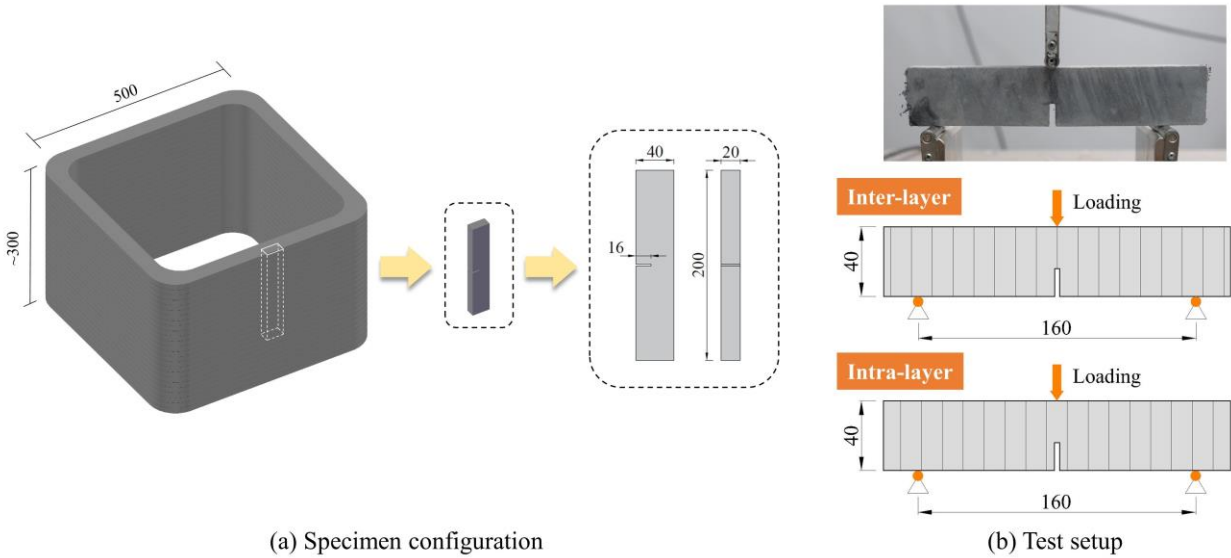 500
~300
40
20
16
200
Inter-layer
Loading
40
160
Intra-layer
Loading
40
160
(a) Specimen configuration
(b) Test setup